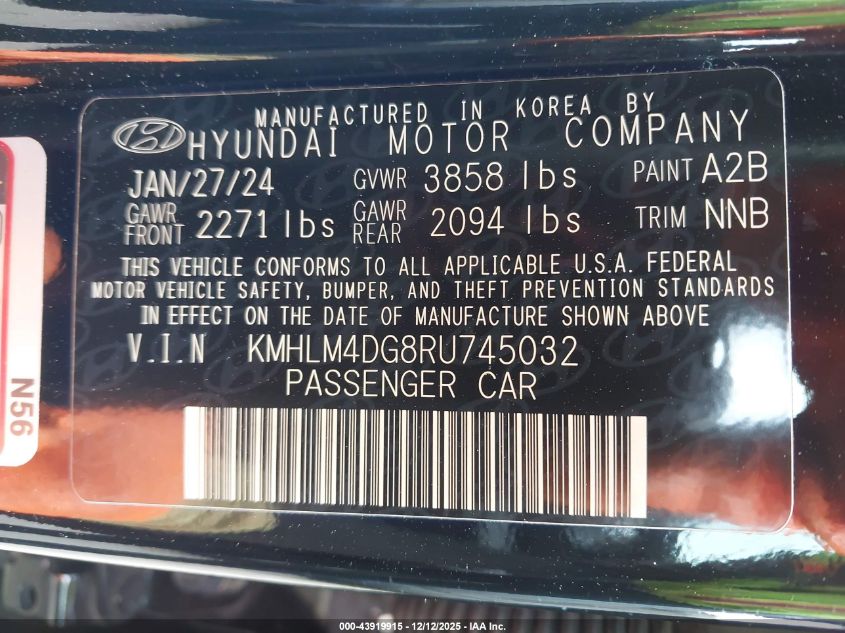 MANUFACTURED IN KOREA BY
HYUNDAI MOTOR COMPANY
JAN/27/24 GVWR 3858 lbs PAINT A2B
GAWR FRONT 2271 lbs GAWR REAR 2094 lbs TRIM NNB
THIS VEHICLE CONFORMS TO ALL APPLICABLE U.S.A. FEDERAL
MOTOR VEHICLE SAFETY, BUMPER, AND THEFT PREVENTION STANDARDS
IN EFFECT ON THE DATE OF MANUFACTURE SHOWN ABOVE
V.I.N KMHLM4DG8RU745032
PASSENGER CAR
N56
000-43919915 - 12/12/2025 - IAA Inc.